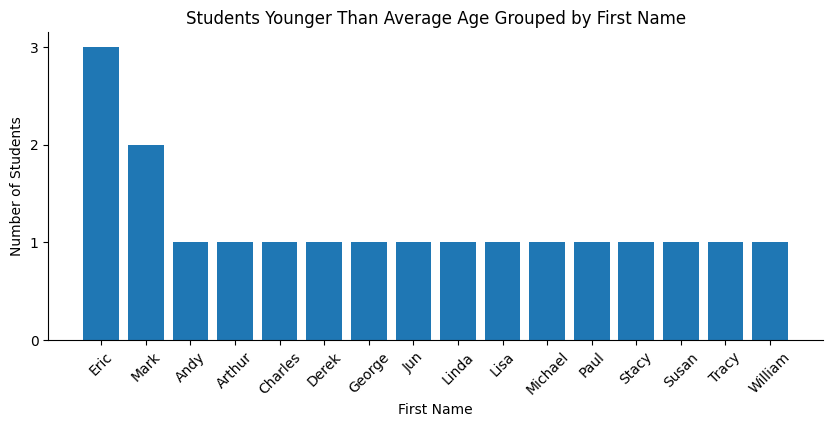 Students Younger Than Average Age Grouped by First Name
Number of Students
3
2
1
0
Eric
Mark
Andy
Arthur
Charles
Derek
George
Jun
Linda
Lisa
Michael
Paul
Stacy
Susan
Tracy
William
First Name